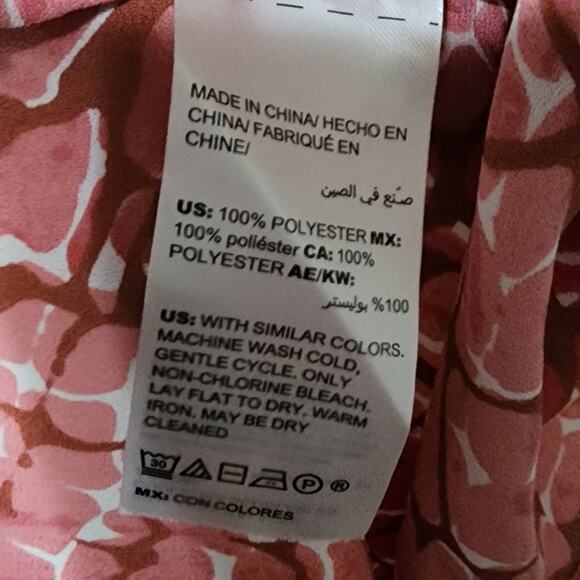 MADE IN CHINA/ HECHO EN
CHINA/ FABRIQUÉ EN
CHINE/
صُنع في الصين
US: 100% POLYESTER MX:
100% poliéster CA: 100%
POLYESTER AE/KW:
100% بوليستر
US: WITH SIMILAR COLORS.
MACHINE WASH COLD,
GENTLE CYCLE. ONLY
NON-CHLORINE BLEACH.
LAY FLAT TO DRY. WARM
IRON. MAY BE DRY
CLEANED
30 P ®
MX: CON COLORES